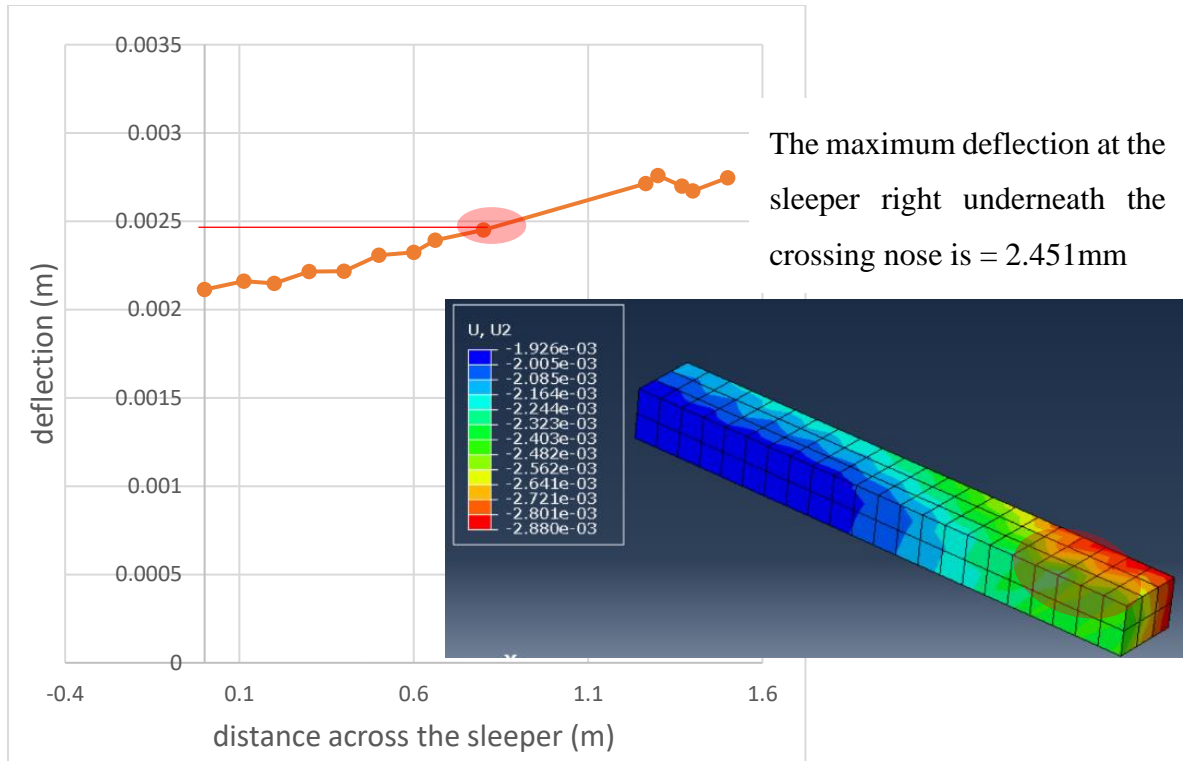 0.0035
0.003
0.0025
0.002
0.0015
0.001
0.0005
0
-0.4
0.1
0.6
1.1
1.6
deflection (m)
distance across the sleeper (m)
The maximum deflection at the
sleeper right underneath the
crossing nose is = 2.451mm
U, U2
-1.926e-03
-2.005e-03
-2.085e-03
-2.164e-03
-2.244e-03
-2.323e-03
-2.403e-03
-2.482e-03
-2.562e-03
-2.641e-03
-2.721e-03
-2.801e-03
-2.880e-03